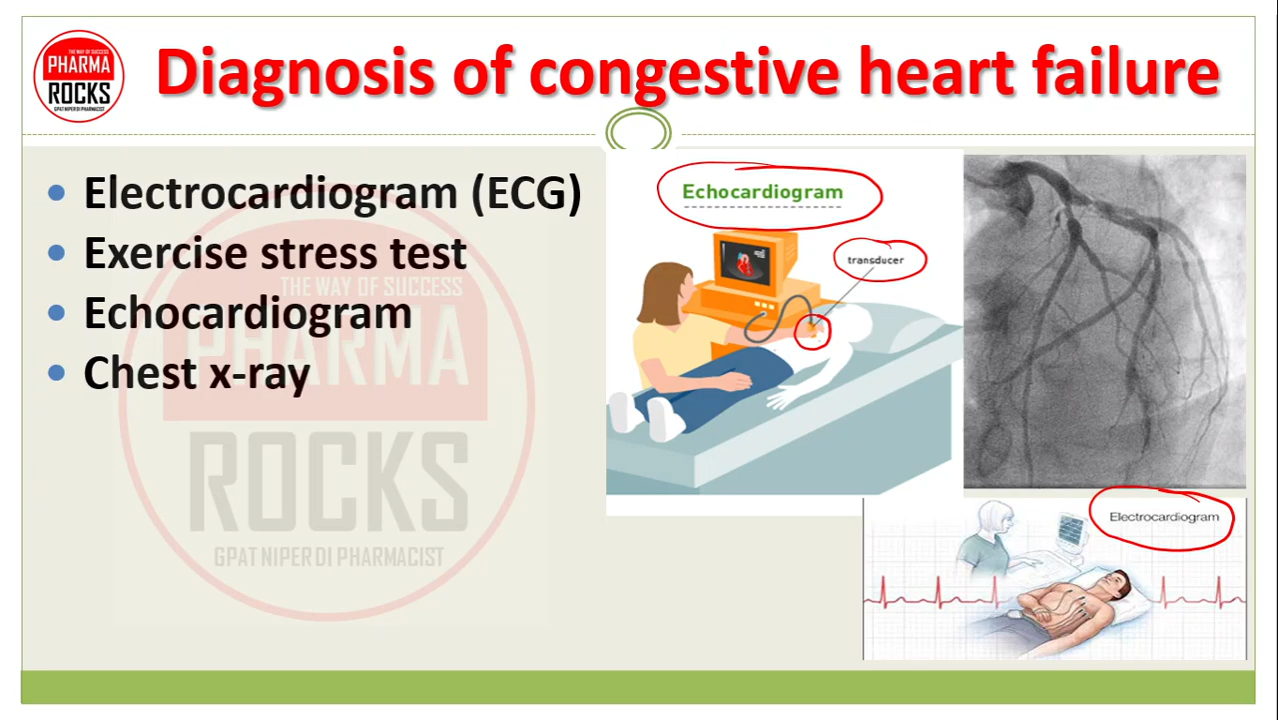 THE WAY OF SUCCESS
PHARMA
ROCKS
GPAT NIPER DI PHARMACIST
Diagnosis of congestive heart failure
• Electrocardiogram (ECG)
• Exercise stress test
• Echocardiogram
• Chest x-ray
THE WAY OF SUCCESS
PHARMA
ROCKS
GPAT NIPER DI PHARMACIST
Echocardiogram
transducer
Electrocardiogram